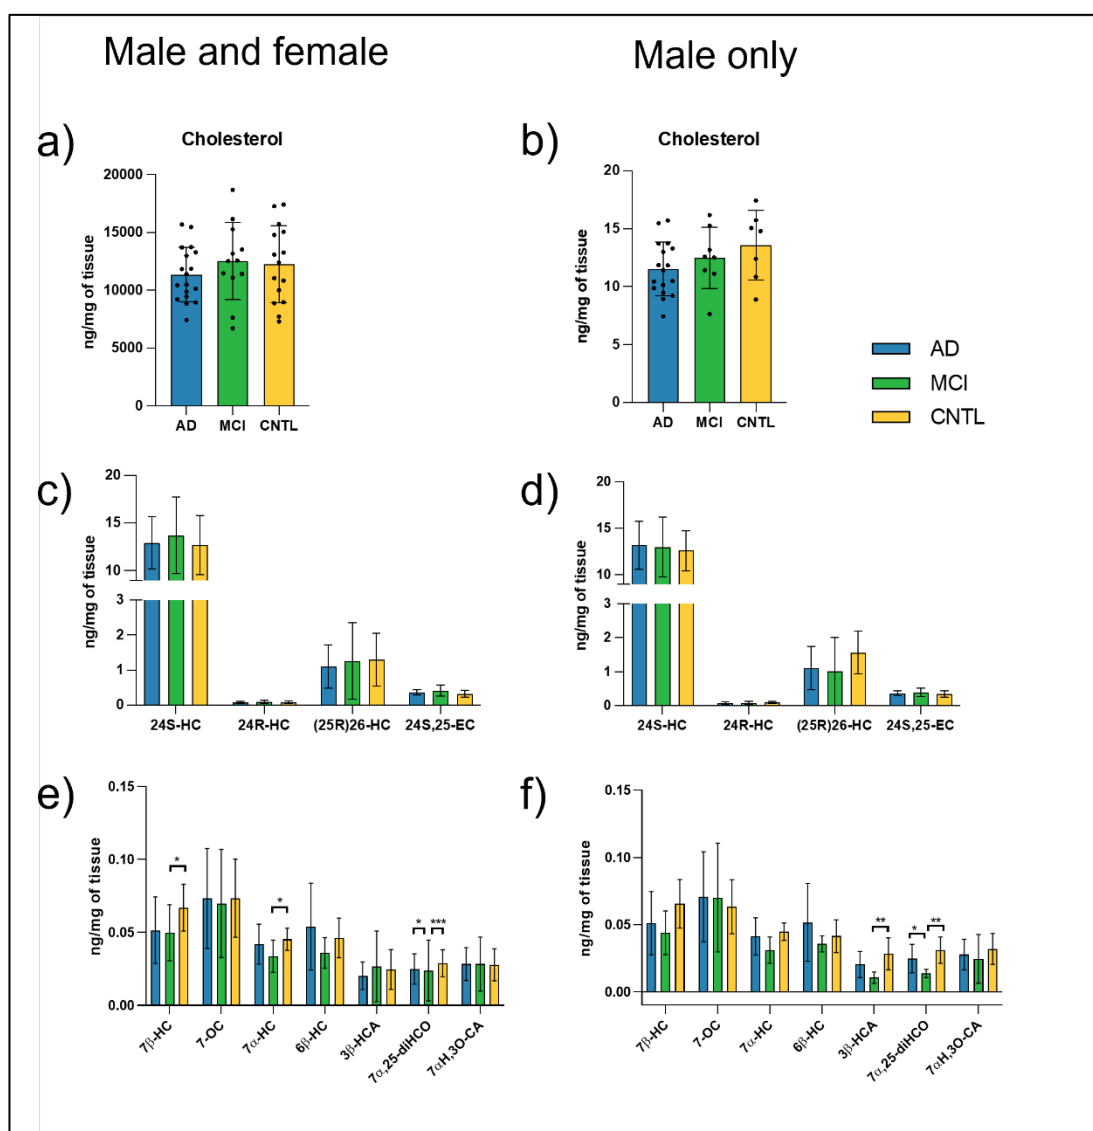 Male and female
Male only
a)
Cholesterol
ng/mg of tissue
20000
15000
10000
5000
0
AD MCI CNTL
b)
Cholesterol
ng/mg of tissue
20
15
10
5
0
AD MCI CNTL
AD
MCI
CNTL
c)
ng/mg of tissue
20
15
10
3
2
1
0
24S-HC 24R-HC (25R)26-HC 24S,25-EC
d)
ng/mg of tissue
20
15
10
3
2
1
0
24S-HC 24R-HC (25R)26-HC 24S,25-EC
e)
ng/mg of tissue
0.15
0.10
0.05
0.00
* * * ***
7β-HC 7-OC 7α-HC 6β-HC 3β-HCA 7α,25-diHCO 7αH,3O-CA
f)
ng/mg of tissue
0.15
0.10
0.05
0.00
** * **
7β-HC 7-OC 7α-HC 6β-HC 3β-HCA 7α,25-diHCO 7αH,3O-CA